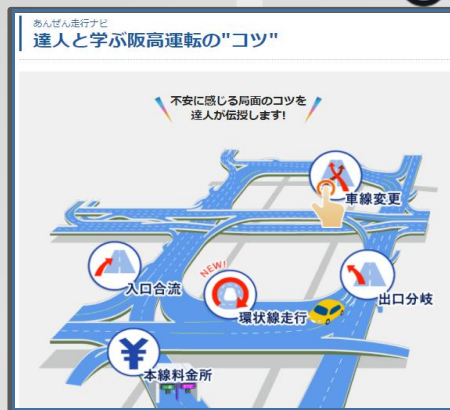 あんぜん走行ナビ
達人と学ぶ阪高運転の"コツ"
不安に感じる局面のコツを
達人が伝授します!
車線変更
入口合流
NEW!
環状線走行
出口分岐
¥
本線料金所